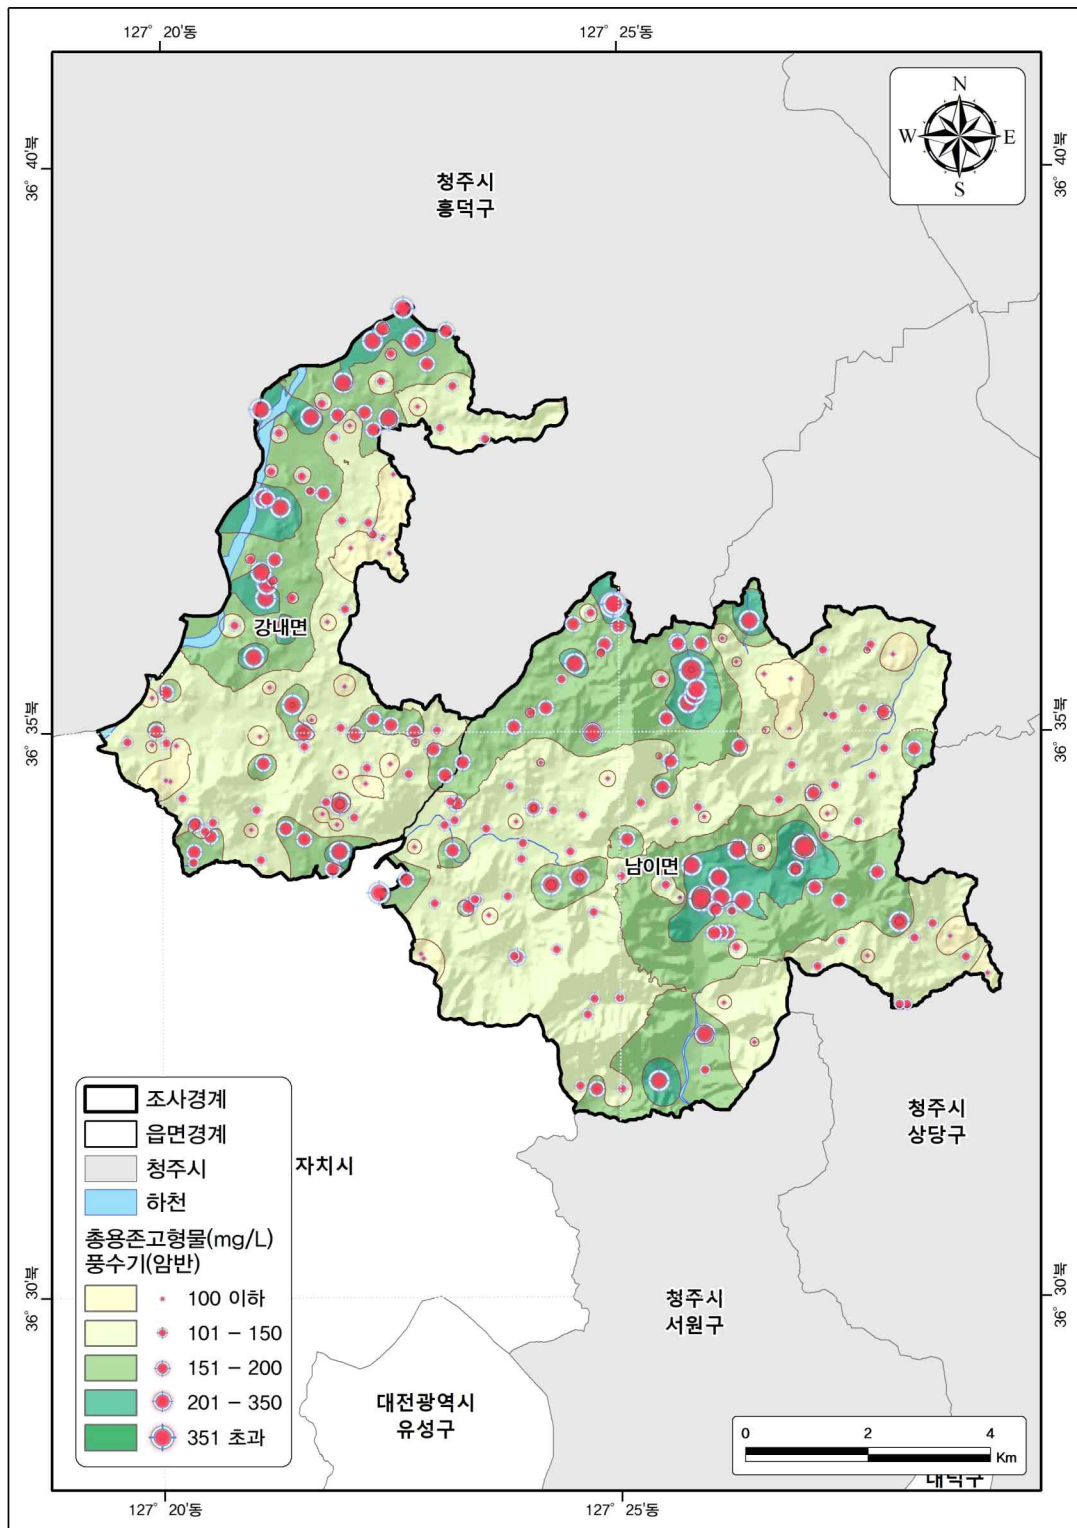 127° 20'동
127° 25'동
36° 40'북
36° 40'북
N
W
E
S
청주시
흥덕구
강내면
36° 35'북
36° 35'북
남이면
청주시
상당구
자치시
조사경계
읍면경계
청주시
하천
총용존고형물(mg/L)
풍수기(암반)
100 이하
101 - 150
151 - 200
201 - 350
351 초과
36° 30'북
36° 30'북
청주시
서원구
대전광역시
유성구
0
2
4
Km
127° 20'동
127° 25'동